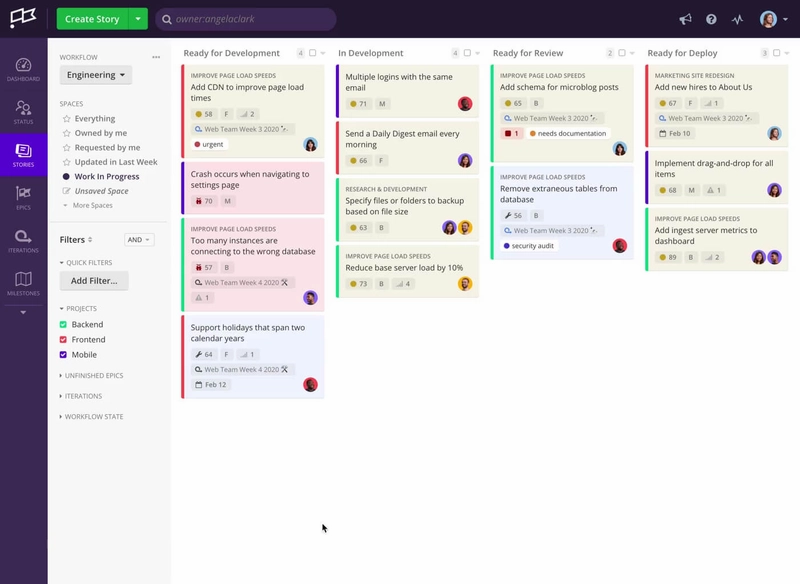 Create Story
owner:angelaclark
DASHBOARD
STATUS
STORIES
EPICS
ITERATIONS
MILESTONES
WORKFLOW
Engineering
SPACES
Everything
Owned by me
Requested by me
Updated in Last Week
Work In Progress
Unsaved Space
More Spaces
Filters
AND
QUICK FILTERS
Add Filter...
PROJECTS
Backend
Frontend
Mobile
UNFINISHED EPICS
ITERATIONS
WORKFLOW STATE
Ready for Development 4
IMPROVE PAGE LOAD SPEEDS
Add CDN to improve page load
times
58 F 2
Web Team Week 3 2020
urgent
Crash occurs when navigating to
settings page
70 M
IMPROVE PAGE LOAD SPEEDS
Too many instances are
connecting to the wrong database
57 B
Web Team Week 4 2020
1
Support holidays that span two
calendar years
64 F 1
Web Team Week 4 2020
Feb 12
In Development 4
Multiple logins with the same
email
71 M
Send a Daily Digest email every
morning
66 F
RESEARCH & DEVELOPMENT
Specify files or folders to backup
based on file size
63 B
IMPROVE PAGE LOAD SPEEDS
Reduce base server load by 10%
73 B 4
Ready for Review 2
IMPROVE PAGE LOAD SPEEDS
Add schema for microblog posts
65 B
Web Team Week 3 2020
1 needs documentation
IMPROVE PAGE LOAD SPEEDS
Remove extraneous tables from
database
56 B
Web Team Week 3 2020
security audit
Ready for Deploy 3
MARKETING SITE REDESIGN
Add new hires to About Us
67 F 1
Web Team Week 3 2020
Feb 10
Implement drag-and-drop for all
items
68 M 1
IMPROVE PAGE LOAD SPEEDS
Add ingest server metrics to
dashboard
89 B 2